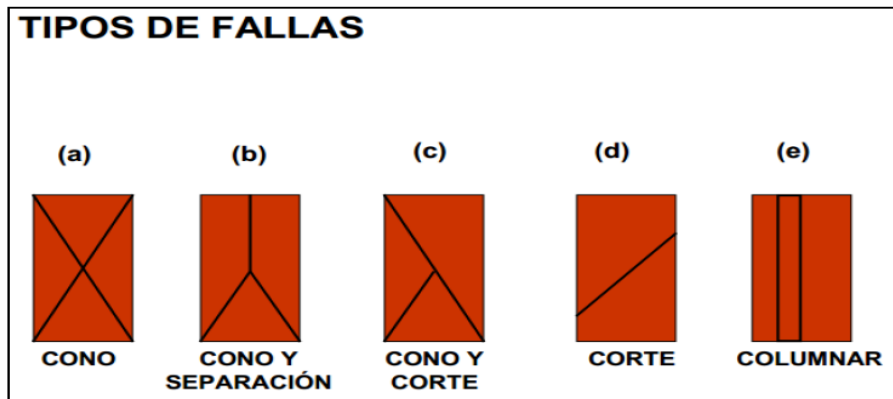 TIPOS DE FALLAS
(a)
(b)
(c)
(d)
(e)
CONO
CONO Y
SEPARACIÓN
CONO Y
CORTE
CORTE
COLUMNAR